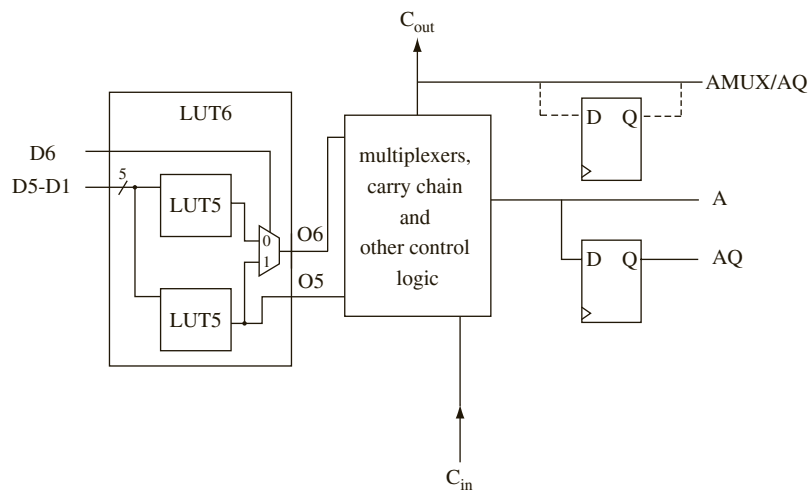 C_out
AMUX/AQ
LUT6
D Q
multiplexers,
carry chain
and
other control
logic
D6
D5-D1
5
LUT5
0
1
O6
A
O5
LUT5
D Q
AQ
C_in